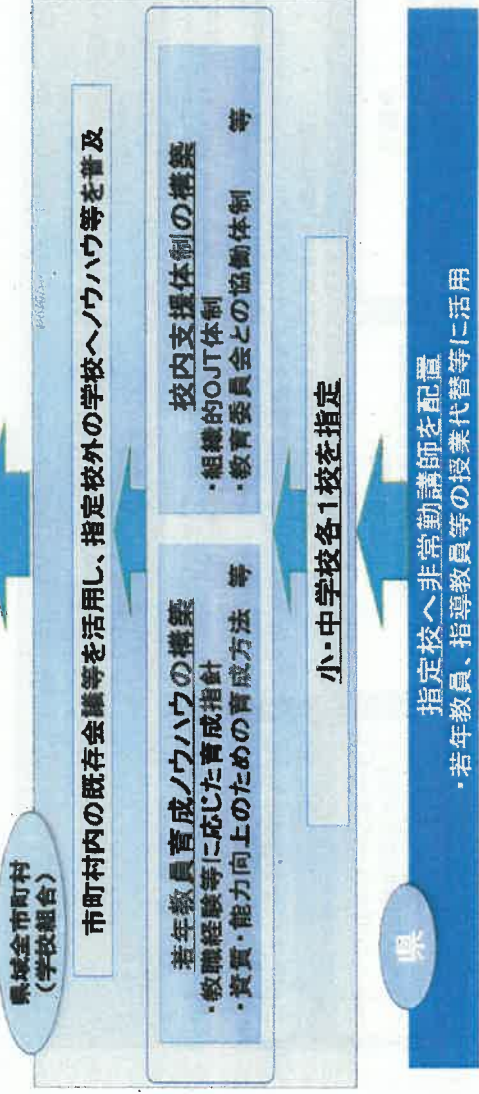 県域全市町村
（学校組合）
市町村内の既存会議等を活用し、指定校外の学校へノウハウ等を普及
若年教員育成ノウハウの構築
・教職経験等に応じた育成指針
・資質・能力向上のための育成方法　等
校内支援体制の構築
・組織的OJT体制
・教育委員会との協働体制　等
小・中学校各1校を指定
県
指定校へ非常勤講師を配置
・若年教員、指導教員等の授業代替等に活用